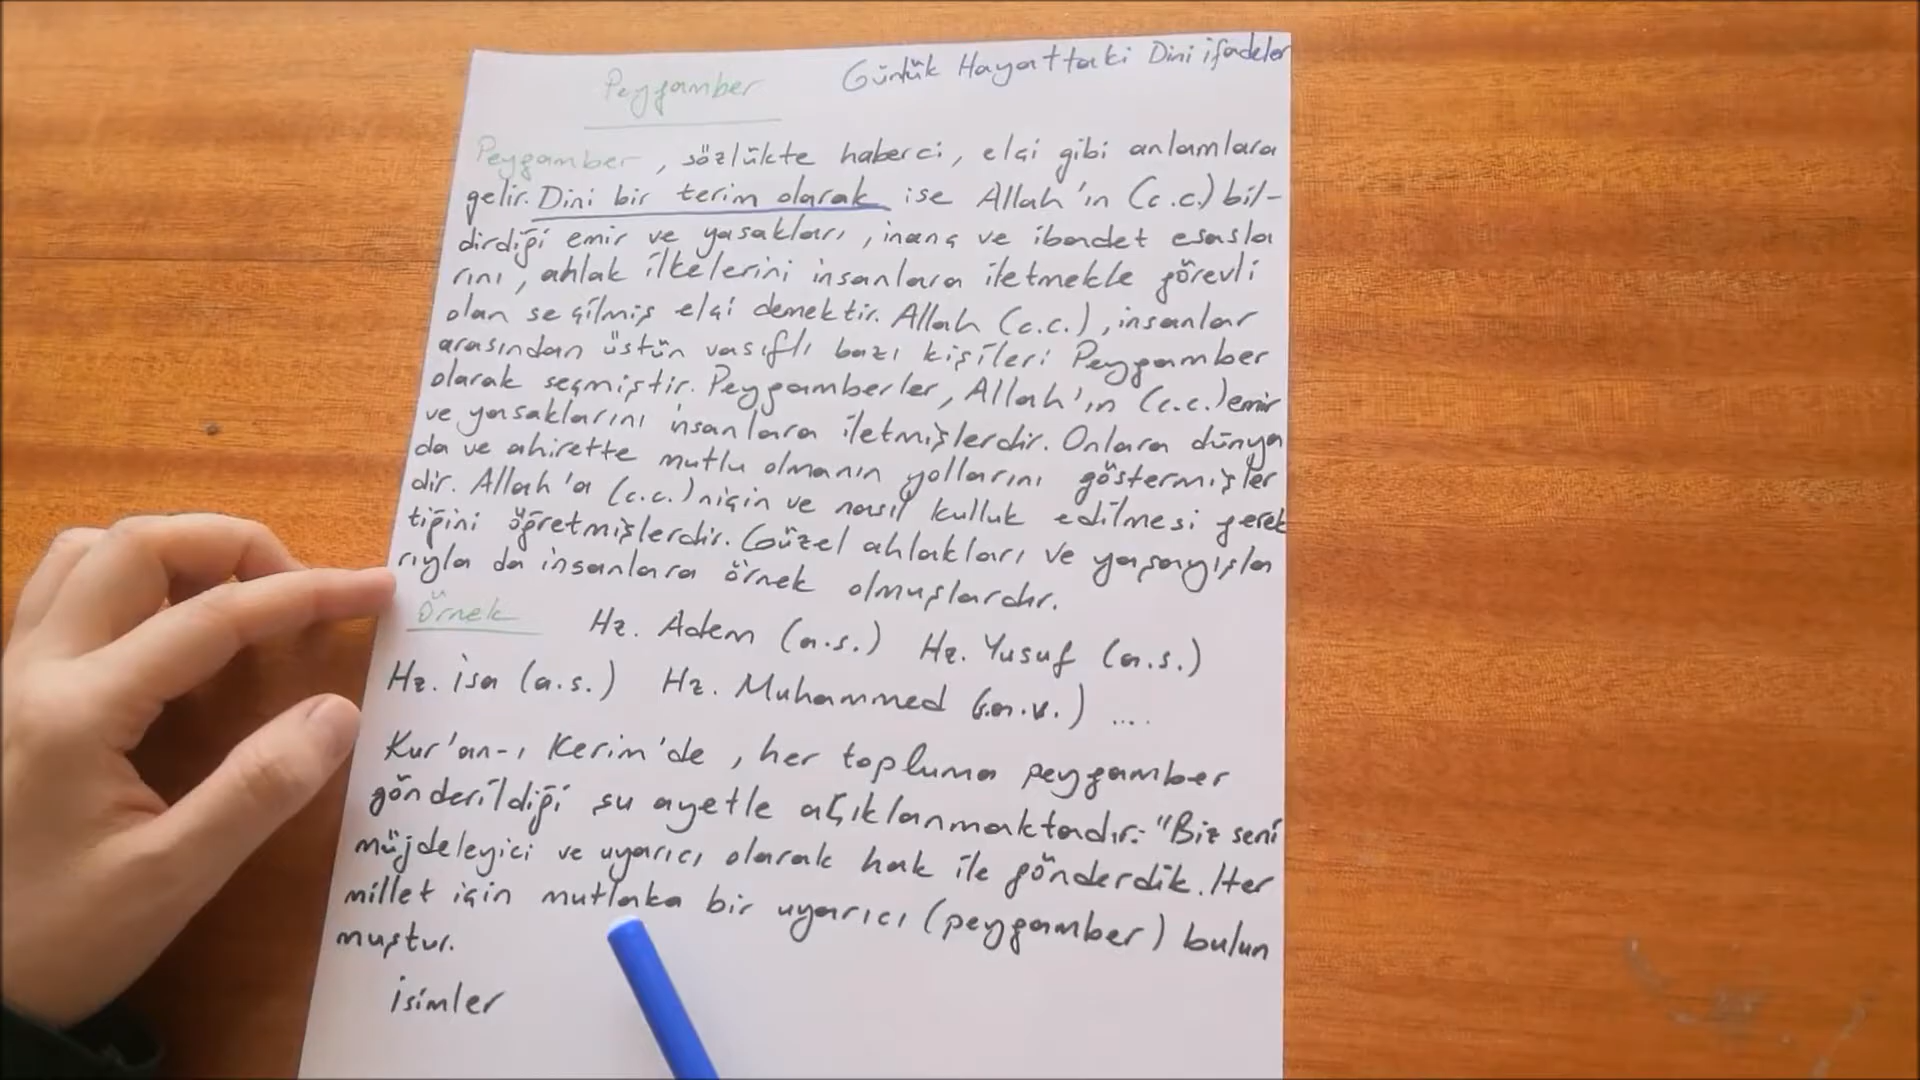 Günlük Hayattaki Dini ifadeler
Peygamber
Peygamber, sözlükte haberci, elçi gibi anlamlara
gelir. Dini bir terim olarak ise Allah'ın (c.c.) bil-
dirdiği emir ve yasakları, inanç ve ibadet esasla
rını, ahlak ilkelerini insanlara iletmekle görevli
olan seçilmiş elçi demektir. Allah (c.c.), insanlar
arasından üstün vasıflı bazı kişileri Peygamber
olarak seçmiştir. Peygamberler, Allah'ın (c.c.) emir
ve yasaklarını insanlara iletmişlerdir. Onlara dünya
da ve ahirette mutlu olmanın yollarını göstermişler
dir. Allah'a (c.c.) niçin ve nasıl kulluk edilmesi gerek
tiğini öğretmişlerdir. Güzel ahlakları ve yaşayışla
rıyla da insanlara örnek olmuşlardır.
Örnek Hz. Adem (a.s.) Hz. Yusuf (a.s.)
Hz. isa (a.s.) Hz. Muhammed (s.a.v.) ....
Kur'an-ı Kerim'de, her topluma peygamber
gönderildiği şu ayetle açıklanmaktadır: "Biz seni
müjdeleyici ve uyarıcı olarak hak ile gönderdik. Her
millet için mutlaka bir uyarıcı (peygamber) bulun
muştur.
isimler